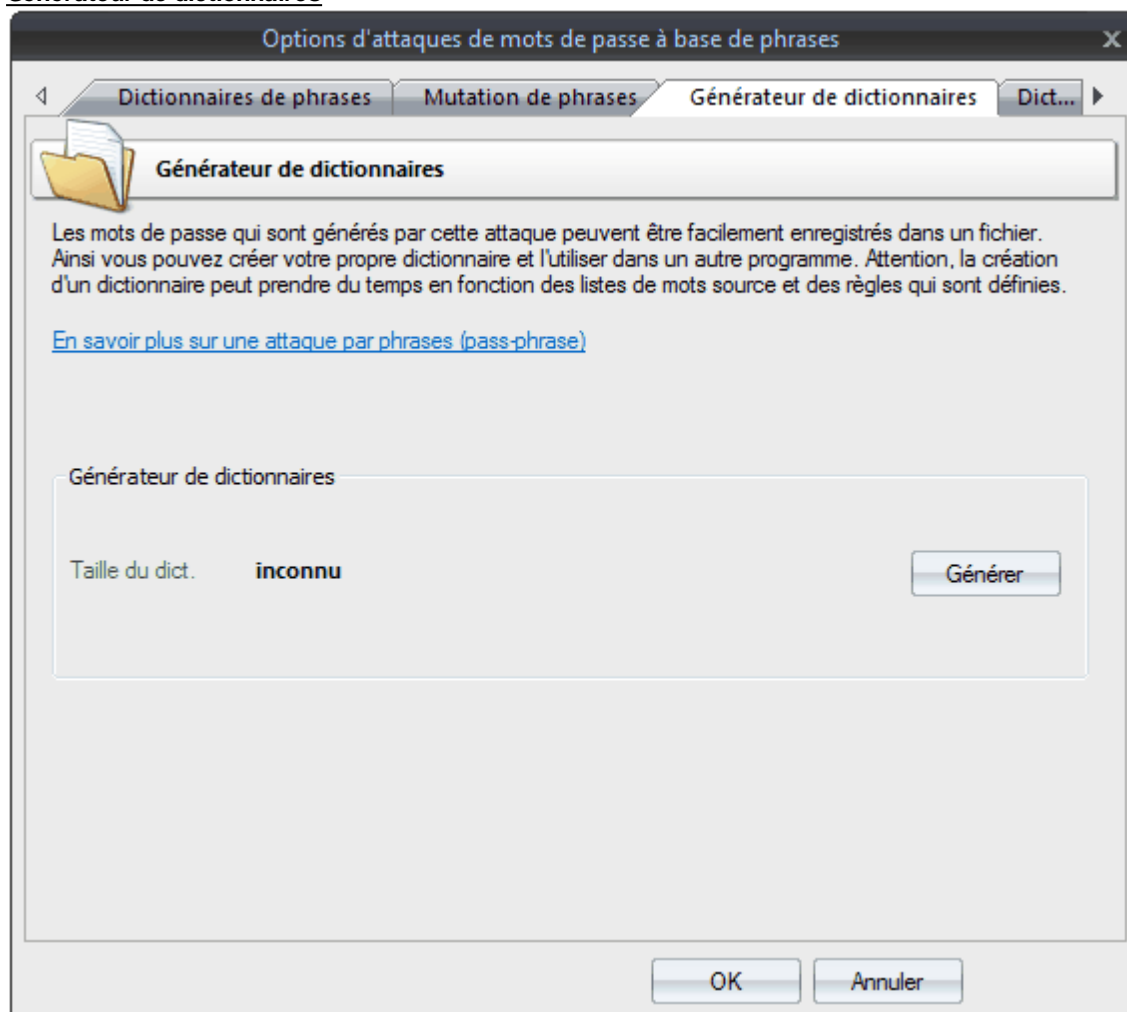 Générateur de dictionnaires
Options d'attaques de mots de passe à base de phrases
Dictionnaires de phrases Mutation de phrases Générateur de dictionnaires Dict...
Générateur de dictionnaires
Les mots de passe qui sont générés par cette attaque peuvent être facilement enregistrés dans un fichier.
Ainsi vous pouvez créer votre propre dictionnaire et l'utiliser dans un autre programme. Attention, la création
d'un dictionnaire peut prendre du temps en fonction des listes de mots source et des règles qui sont définies.
En savoir plus sur une attaque par phrases (pass-phrase)
Générateur de dictionnaires
Taille du dict. inconnu Générer
OK Annuler